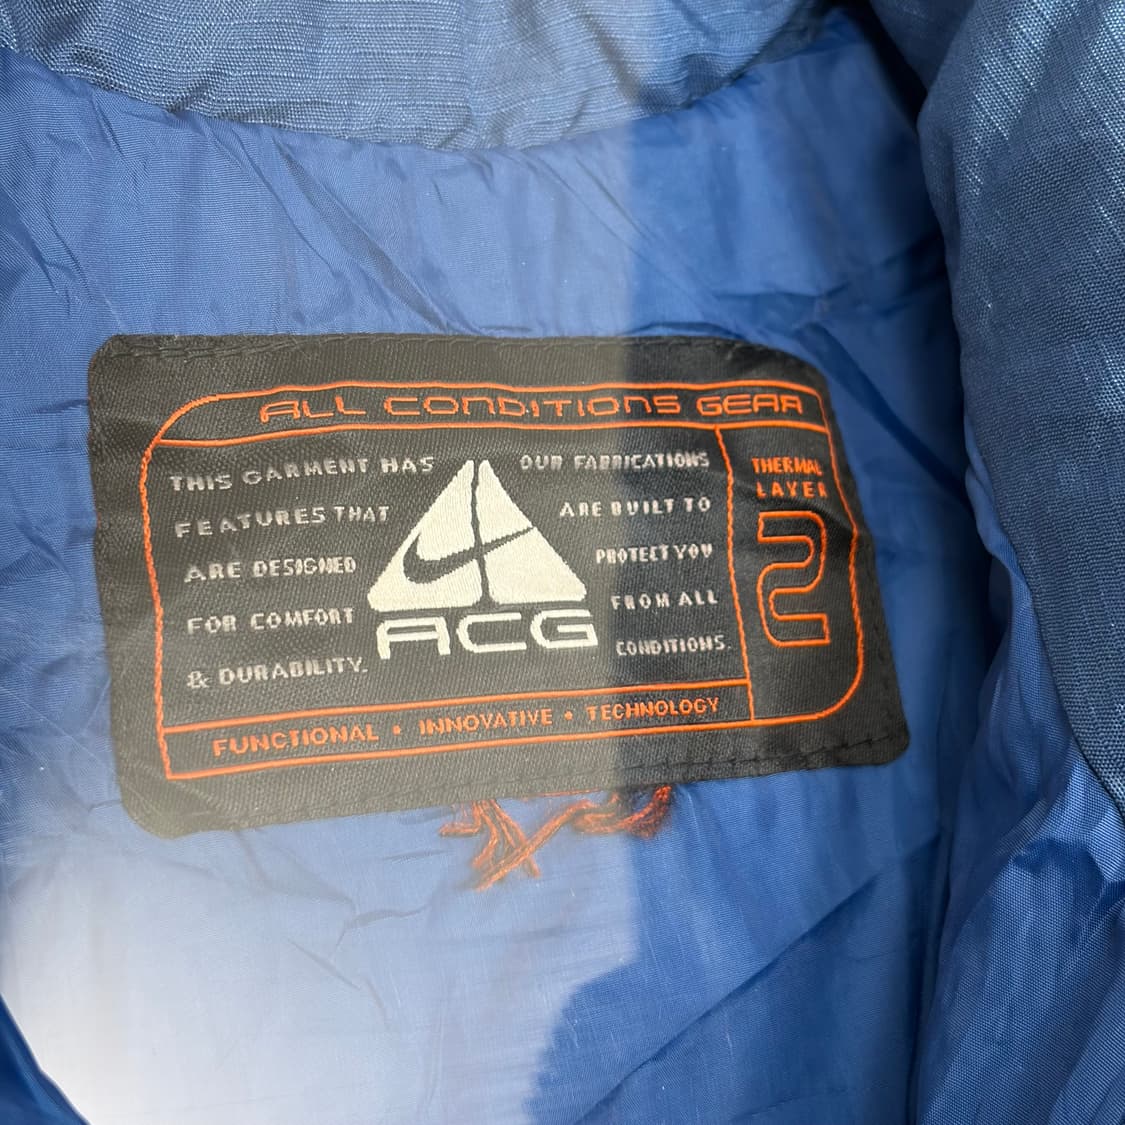 ALL CONDITIONS GEAR
THIS GARMENT HAS
FEATURES THAT
ARE DESIGNED
FOR COMFORT
& DURABILITY.
ACG
OUR FABRICATIONS
ARE BUILT TO
PROTECT YOU
FROM ALL
CONDITIONS.
THERMAL
LAYER
2
FUNCTIONAL • INNOVATIVE • TECHNOLOGY